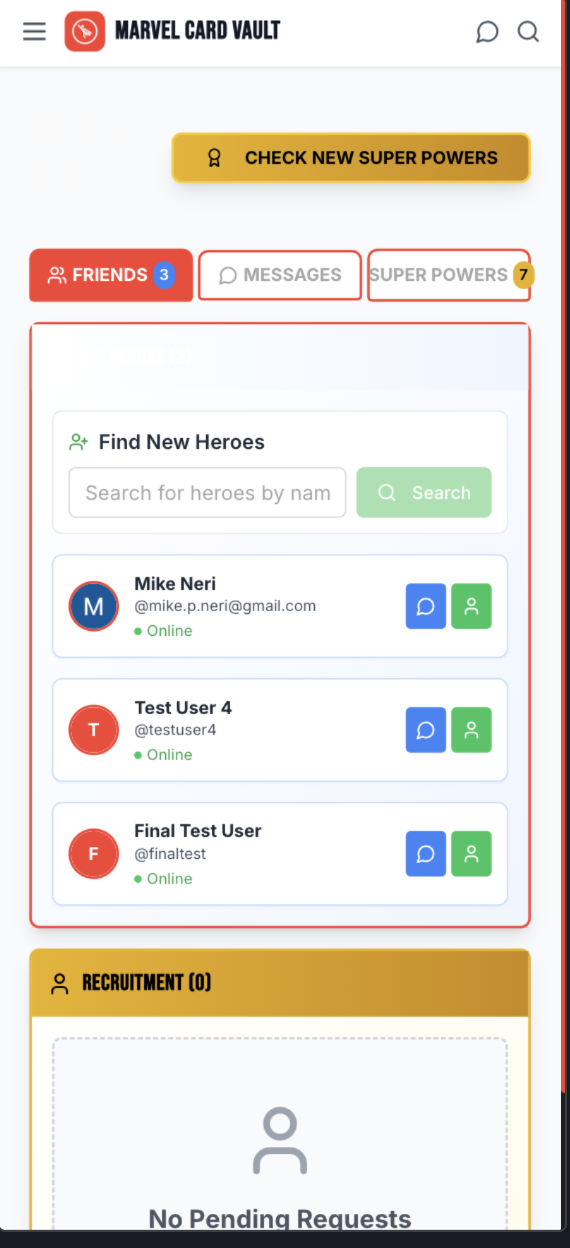 MARVEL CARD VAULT
CHECK NEW SUPER POWERS
FRIENDS 3
MESSAGES
SUPER POWERS 7
(3)
Find New Heroes
Search for heroes by nam
Search
M
Mike Neri
@mike.p.neri@gmail.com
Online
T
Test User 4
@testuser4
Online
F
Final Test User
@finaltest
Online
RECRUITMENT (0)
No Pending Requests